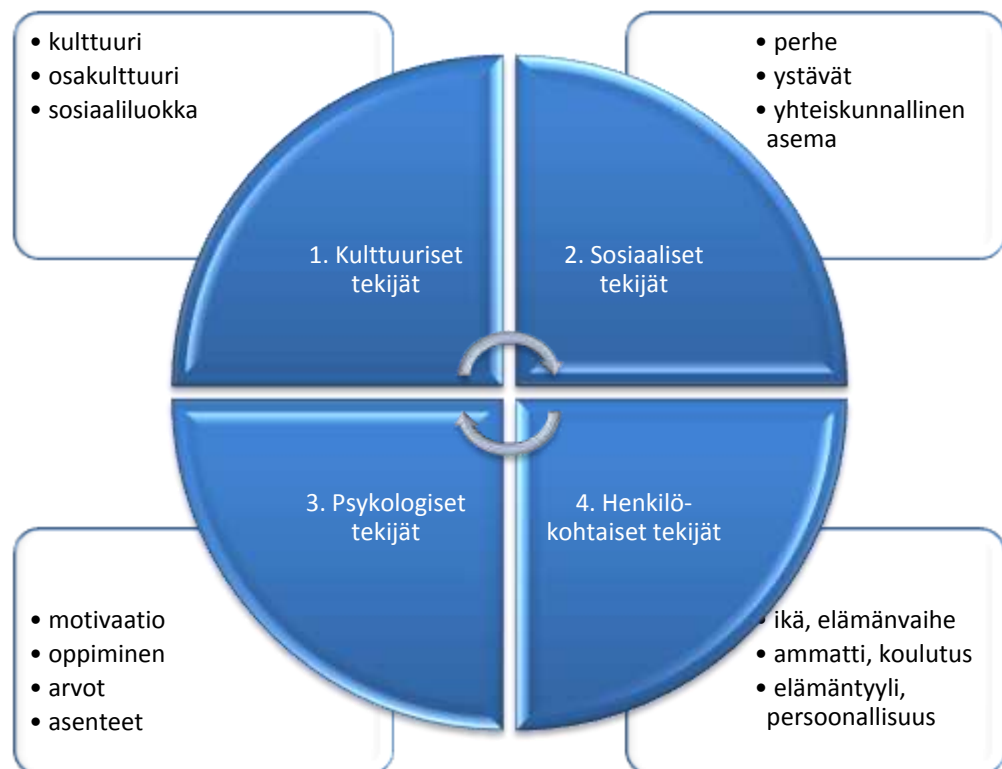 • kulttuuri
• osakulttuuri
• sosiaaliluokka
• perhe
• ystävät
• yhteiskunnallinen
asema
1. Kulttuuriset
tekijät
2. Sosiaaliset
tekijät
3. Psykologiset
tekijät
4. Henkilö-
kohtaiset tekijät
• motivaatio
• oppiminen
• arvot
• asenteet
• ikä, elämänvaihe
• ammatti, koulutus
• elämäntyyli,
persoonallisuus